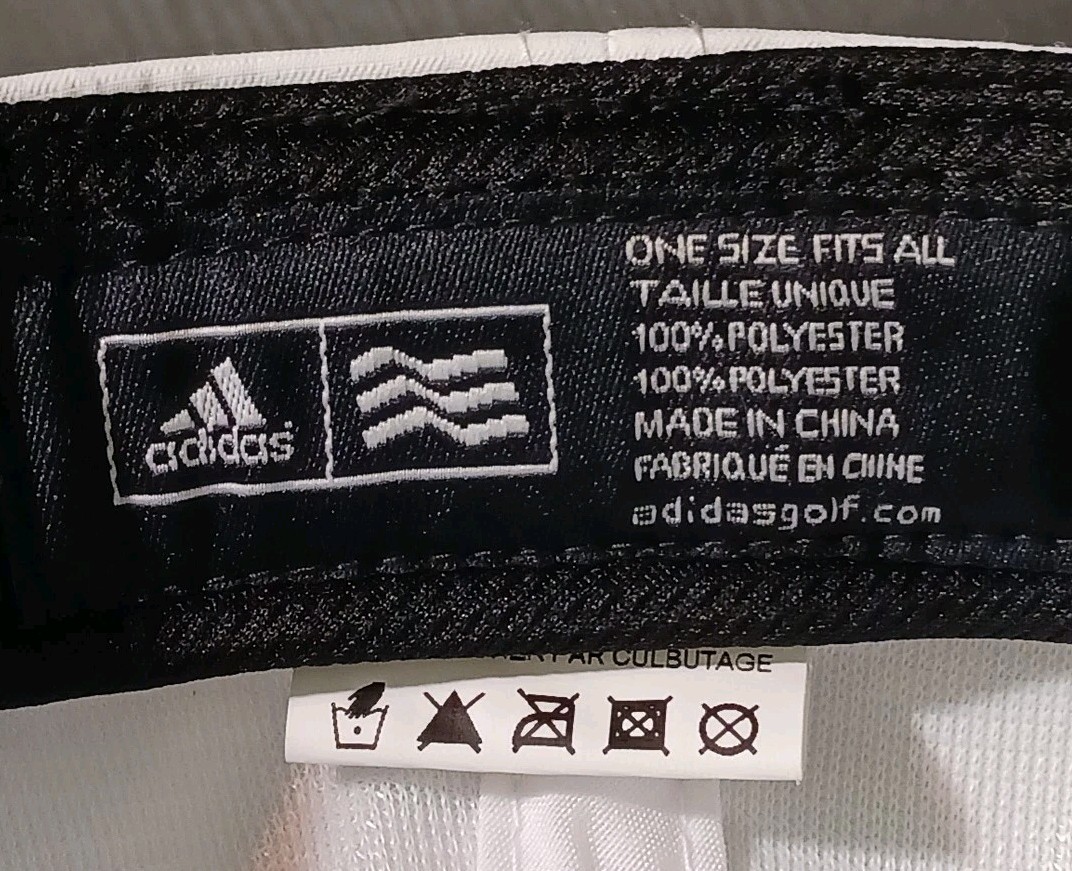 adidas
ONE SIZE FITS ALL
TAILLE UNIQUE
100% POLYESTER
100% POLYESTER
MADE IN CHINA
FABRIQUÉ EN CHINE
adidasgolf.com
PAR CULBUTAGE